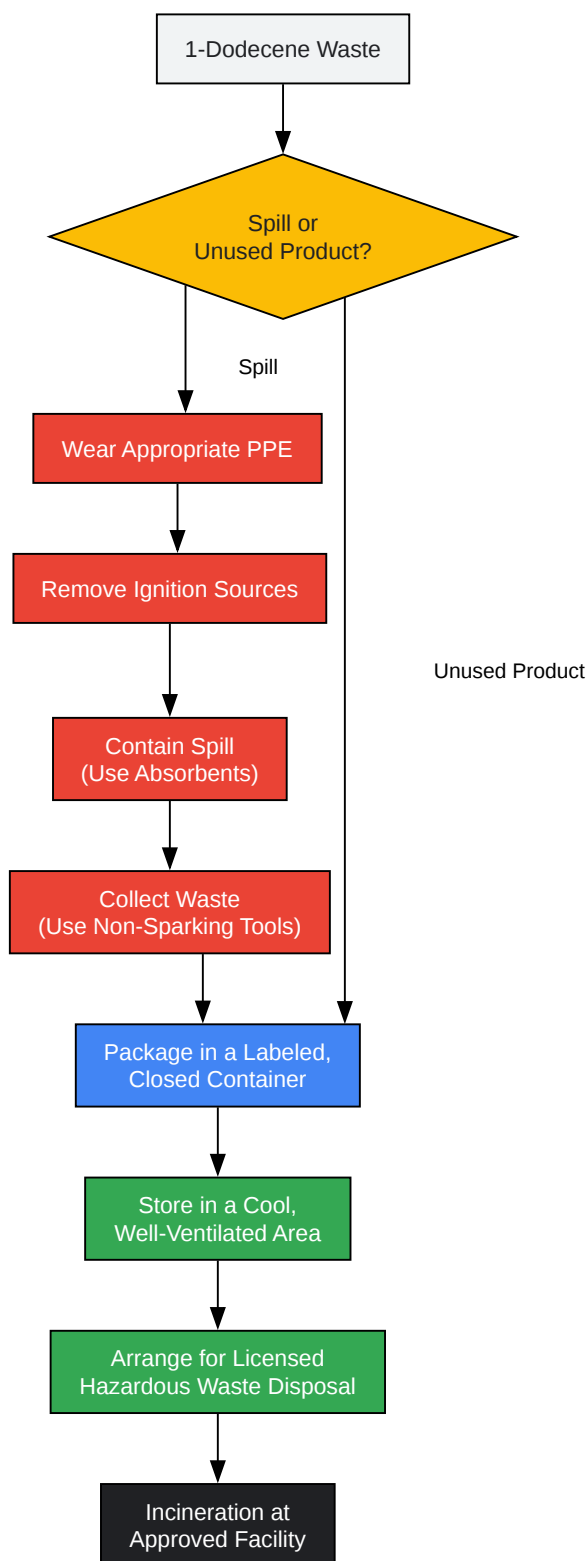 1-Dodecene Waste
Spill or
Unused Product?
Spill
Wear Appropriate PPE
Remove Ignition Sources
Unused Product
Contain Spill
(Use Absorbents)
Collect Waste
(Use Non-Sparking Tools)
Package in a Labeled,
Closed Container
Store in a Cool,
Well-Ventilated Area
Arrange for Licensed
Hazardous Waste Disposal
Incineration at
Approved Facility